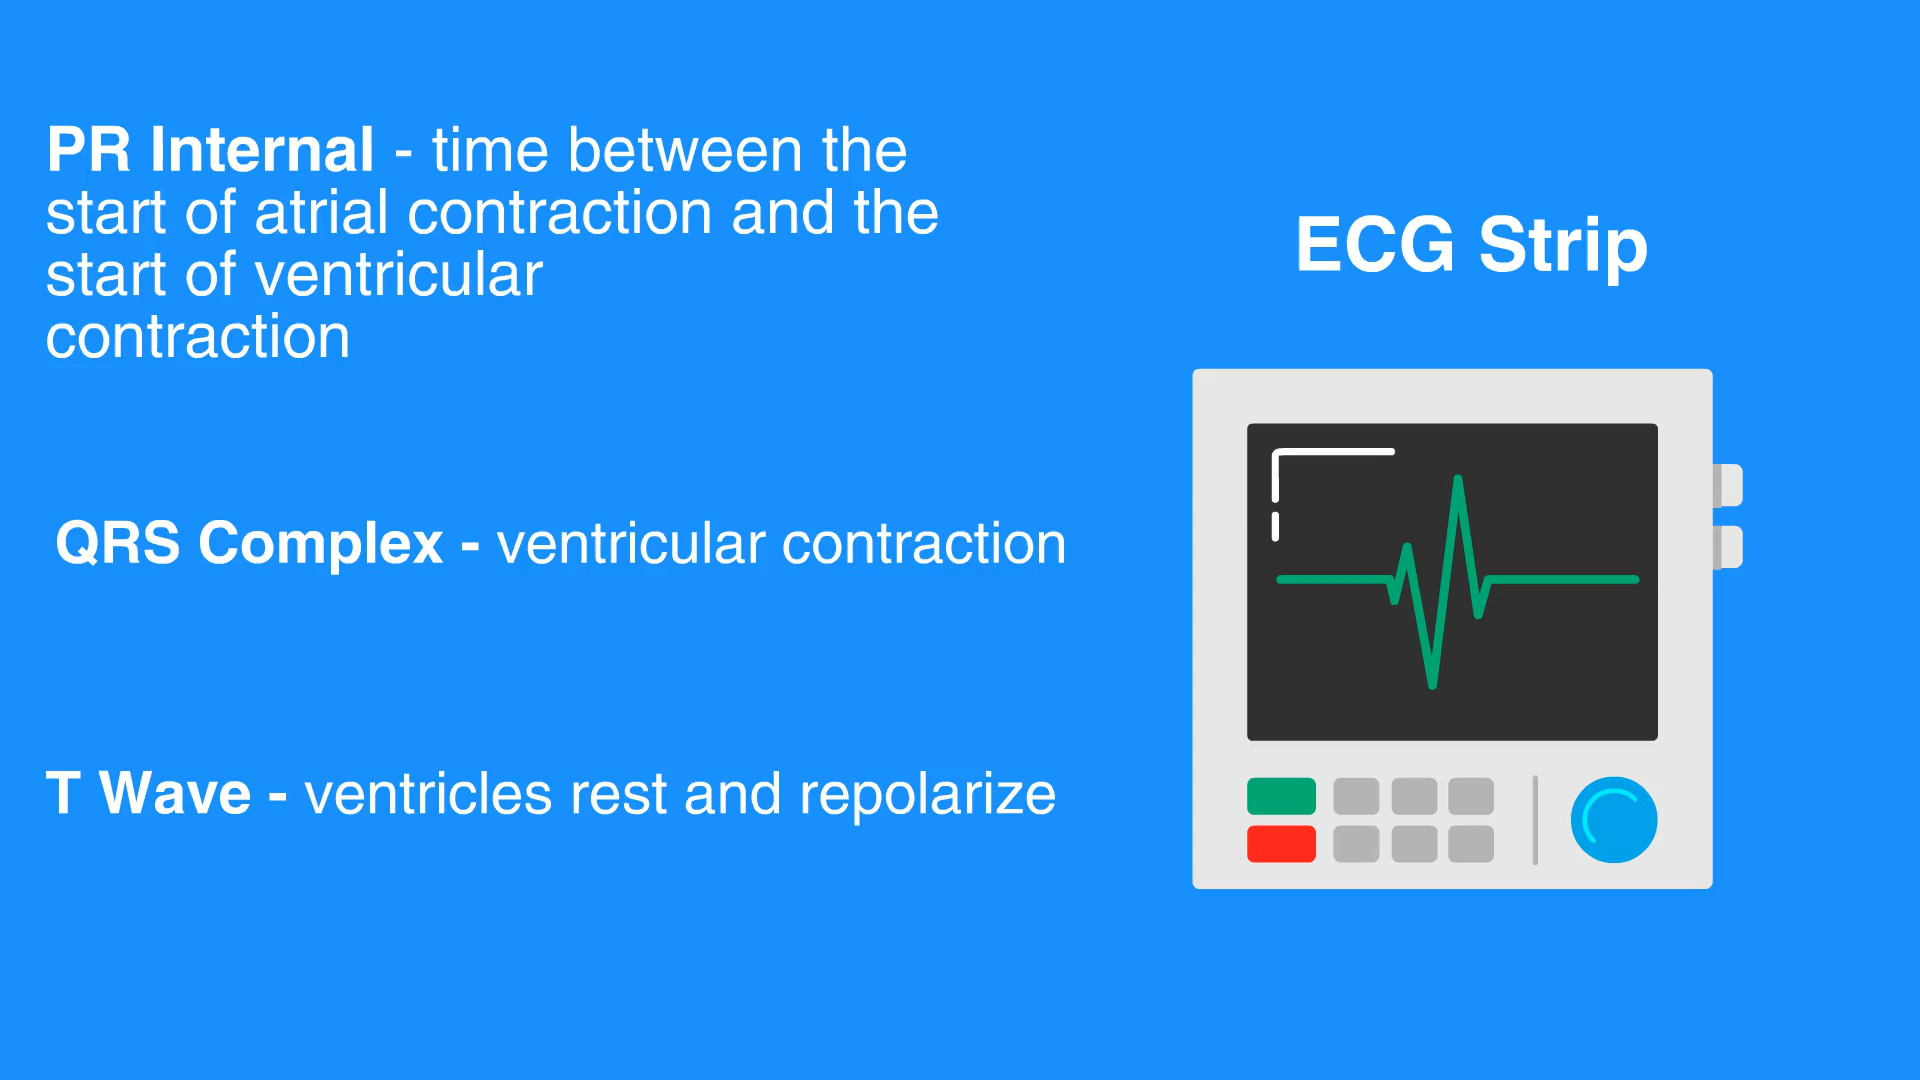 PR Internal - time between the
start of atrial contraction and the
start of ventricular
contraction
QRS Complex - ventricular contraction
T Wave - ventricles rest and repolarize
ECG Strip